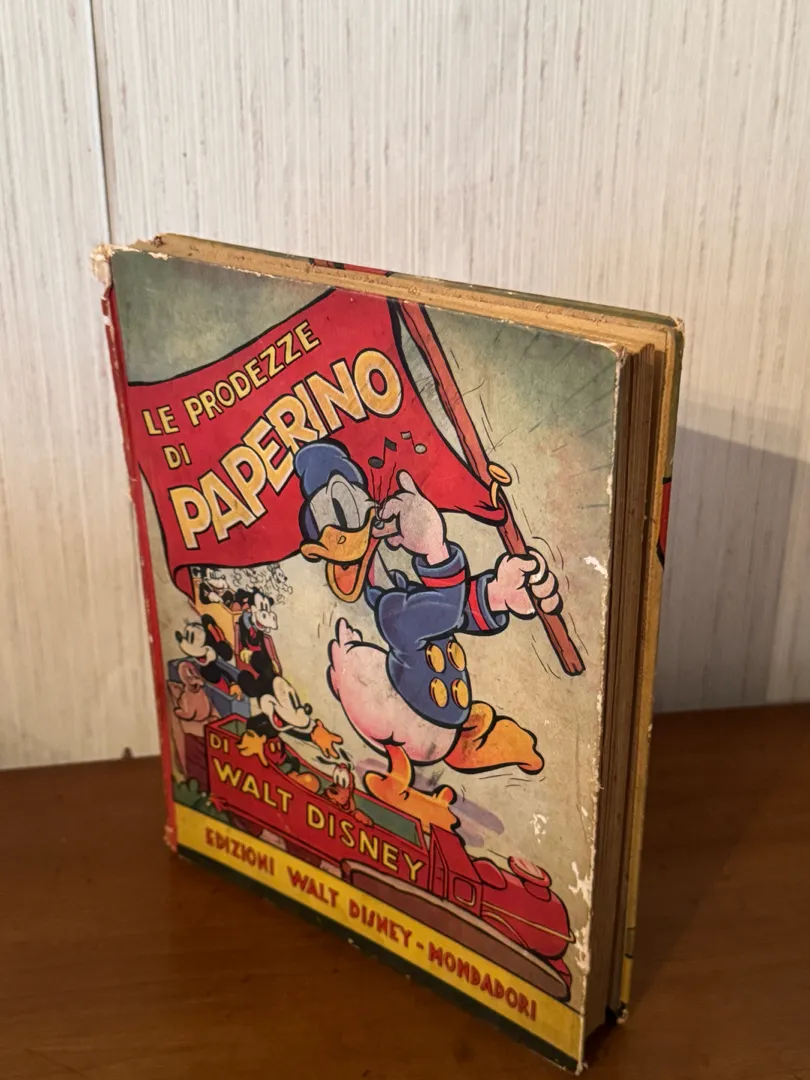 LE PRODEZZE
DI
PAPERINO
DI
WALT DISNEY
EDIZIONI WALT DISNEY - MONDADORI